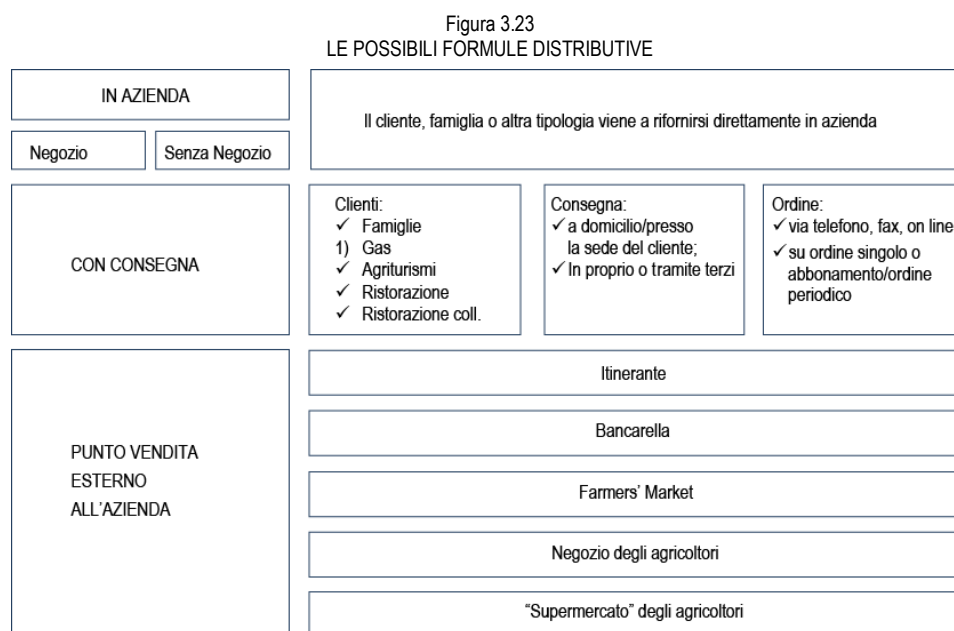 Figura 3.23
LE POSSIBILI FORMULE DISTRIBUTIVE
IN AZIENDA
Negozio
Senza Negozio
Il cliente, famiglia o altra tipologia viene a rifornirsi direttamente in azienda
CON CONSEGNA
Clienti:
✓ Famiglie
1) Gas
✓ Agriturismi
✓ Ristorazione
✓ Ristorazione coll.
Consegna:
✓ a domicilio/presso
la sede del cliente;
✓ In proprio o tramite terzi
Ordine:
✓ via telefono, fax, on line
✓ su ordine singolo o
abbonamento/ordine
periodico
PUNTO VENDITA
ESTERNO
ALL'AZIENDA
Itinerante
Bancarella
Farmers' Market
Negozio degli agricoltori
"Supermercato" degli agricoltori